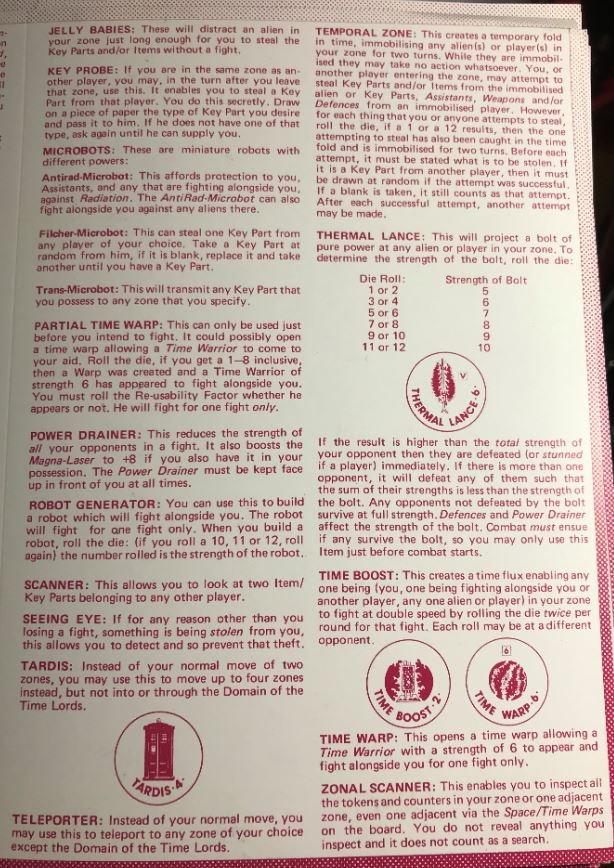 JELLY BABIES: These will distract an alien in
your zone just long enough for you to steal the
Key Parts and/or Items without a fight.
KEY PROBE: If you are in the same zone as an-
other player, you may, in the turn after you leave
that zone, use this. It enables you to steal a Key
Part from that player. You do this secretly. Draw
on a piece of paper the type of Key Part you desire
and pass it to him. If he does not have one of that
type, ask again until he can supply you.
MICROBOTS: These are miniature robots with
different powers:
Antirad-Microbot: This affords protection to you,
Assistants, and any that are fighting alongside you,
against Radiation. The AntiRad-Microbot can also
fight alongside you against any aliens there.
Filcher-Microbot: This can steal one Key Part from
any player of your choice. Take a Key Part at
random from him, if it is blank, replace it and take
another until you have a Key Part.
Trans-Microbot: This will transmit any Key Part that
you possess to any zone that you specify.
PARTIAL TIME WARP: This can only be used just
before you intend to fight. It could possibly open
a time warp allowing a Time Warrior to come to
your aid. Roll the die, if you get a 1–8 inclusive,
then a Warp was created and a Time Warrior of
strength 6 has appeared to fight alongside you.
You must roll the Re-usability Factor whether he
appears or not. He will fight for one fight only.
POWER DRAINER: This reduces the strength of
all your opponents in a fight. It also boosts the
Magna-Laser to +8 if you also have it in your
possession. The Power Drainer must be kept face
up in front of you at all times.
ROBOT GENERATOR: You can use this to build
a robot which will fight alongside you. The robot
will fight for one fight only. When you build a
robot, roll the die: (if you roll a 10, 11 or 12, roll
again) the number rolled is the strength of the robot.
SCANNER: This allows you to look at two Item/
Key Parts belonging to any other player.
SEEING EYE: If for any reason other than you
losing a fight, something is being stolen from you,
this allows you to detect and so prevent that theft.
TARDIS: Instead of your normal move of two
zones, you may use this to move up to four zones
instead, but not into or through the Domain of the
Time Lords.
TARDIS·4·
TELEPORTER: Instead of your normal move, you
may use this to teleport to any zone of your choice
except the Domain of the Time Lords.
TEMPORAL ZONE: This creates a temporary fold
in time, immobilising any alien(s) or player(s) in
your zone for two turns. While they are immobil-
ised they may take no action whatsoever. You, or
another player entering the zone, may attempt to
steal Key Parts and/or Items from the immobilised
alien or Key Parts, Assistants, Weapons and/or
Defences from an immobilised player. However,
for each thing that you or anyone attempts to steal,
roll the die, if a 1 or a 12 results, then the one
attempting to steal has also been caught in the time
fold and is immobilised for two turns. Before each
attempt, it must be stated what is to be stolen. If
it is a Key Part from another player, then it must
be drawn at random if the attempt was successful.
If a blank is taken, it still counts as that attempt.
After each successful attempt, another attempt
may be made.
THERMAL LANCE: This will project a bolt of
pure power at any alien or player in your zone. To
determine the strength of the bolt, roll the die:
Die Roll: Strength of Bolt
1 or 2 5
3 or 4 6
5 or 6 7
7 or 8 8
9 or 10 9
11 or 12 10
V
THERMAL LANCE·6·
If the result is higher than the total strength of
your opponent then they are defeated (or stunned
if a player) immediately. If there is more than one
opponent, it will defeat any of them such that
the sum of their strengths is less than the strength of
the bolt. Any opponents not defeated by the bolt
survive at full strength. Defences and Power Drainer
affect the strength of the bolt. Combat must ensue
if any survive the bolt, so you may only use this
Item just before combat starts.
TIME BOOST: This creates a time flux enabling any
one being (you, one being fighting alongside you or
another player, any one alien or player) in your zone
to fight at double speed by rolling the die twice per
round for that fight. Each roll may be at a different
opponent.
TIME BOOST·2·
6
TIME WARP·6·
TIME WARP: This opens a time warp allowing a
Time Warrior with a strength of 6 to appear and
fight alongside you for one fight only.
ZONAL SCANNER: This enables you to inspect all
the tokens and counters in your zone or one adjacent
zone, even one adjacent via the Space/Time Warps
on the board. You do not reveal anything you
inspect and it does not count as a search.